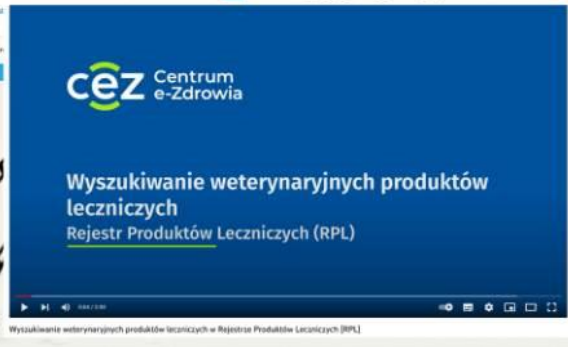 cez Centrum
e-Zdrowia
Wyszukiwanie weterynaryjnych produktów
leczniczych
Rejestr Produktów Leczniczych (RPL)
Wyszukiwanie weterynaryjnych produktów leczniczych w Rejestrze Produktów Leczniczych [RPL]